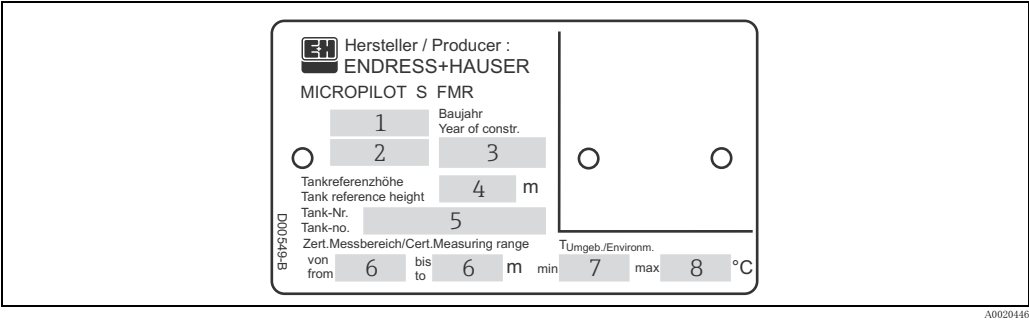 E+H Hersteller / Producer :
ENDRESS+HAUSER
MICROPILOT S FMR
1
Baujahr
Year of constr.
2
3
Tankreferenzhöhe
Tank reference height
4 m
Tank-Nr.
Tank-no.
5
D00549-B
Zert.Messbereich/Cert.Measuring range
von
from
6
bis
to
6 m
TUmgeb./Environm.
min 7 max 8 °C
A0020446